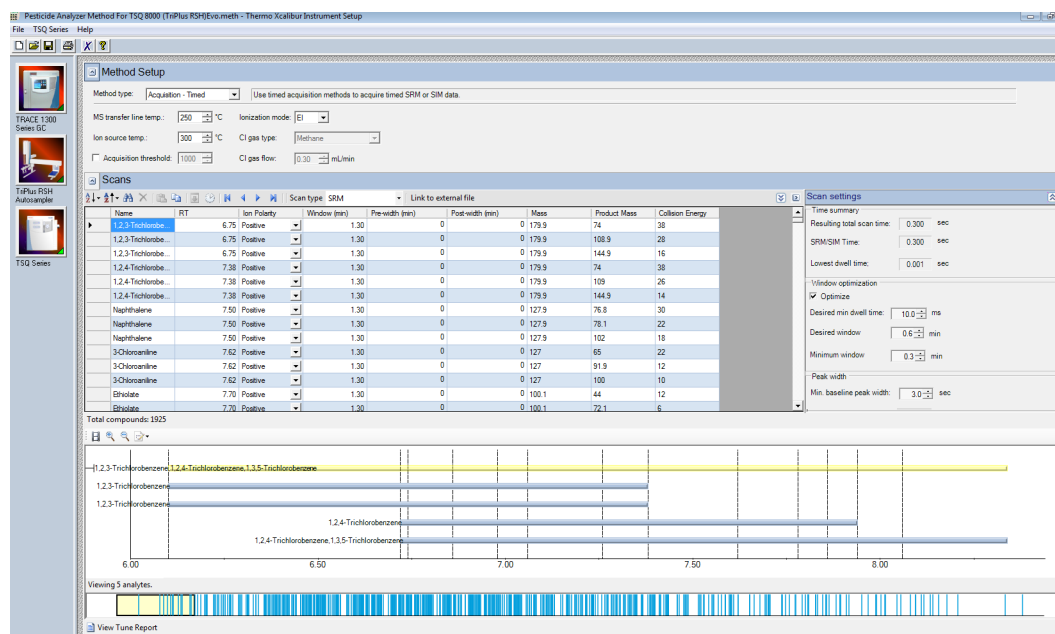 Pesticide Analyzer Method For TSQ 8000 (TriPlus RSH)Evo.meth - Thermo Xcalibur Instrument Setup
File TSQ Series Help
Method Setup
Method type: Acquisition - Timed Use timed acquisition methods to acquire timed SRM or SIM data.
MS transfer line temp.: 250 °C Ionization mode: EI
Ion source temp.: 300 °C CI gas type: Methane
Acquisition threshold: 1000 CI gas flow: 0.30 mL/min
TRACE 1300
Series GC
TriPlus RSH
Autosampler
TSQ Series
Scans
Scan type SRM Link to external file
Name RT Ion Polarity Window (min) Pre-width (min) Post-width (min) Mass Product Mass Collision Energy
1,2,3-Trichlorobe... 6.75 Positive 1.30 0 0 179.9 74 38
1,2,3-Trichlorobe... 6.75 Positive 1.30 0 0 179.9 108.9 28
1,2,3-Trichlorobe... 6.75 Positive 1.30 0 0 179.9 144.9 16
1,2,4-Trichlorobe... 7.38 Positive 1.30 0 0 179.9 74 38
1,2,4-Trichlorobe... 7.38 Positive 1.30 0 0 179.9 109 26
1,2,4-Trichlorobe... 7.38 Positive 1.30 0 0 179.9 144.9 14
Naphthalene 7.50 Positive 1.30 0 0 127.9 76.8 30
Naphthalene 7.50 Positive 1.30 0 0 127.9 78.1 22
Naphthalene 7.50 Positive 1.30 0 0 127.9 102 18
3-Chloroaniline 7.62 Positive 1.30 0 0 127 65 22
3-Chloroaniline 7.62 Positive 1.30 0 0 127 91.9 12
3-Chloroaniline 7.62 Positive 1.30 0 0 127 100 10
Ethiolate 7.70 Positive 1.30 0 0 100.1 44 12
Ethiolate 7.70 Positive 1.30 0 0 100.1 72.1 6
Scan settings
Time summary
Resulting total scan time: 0.300 sec
SRM/SIM Time: 0.300 sec
Lowest dwell time: 0.001 sec
Window optimization
Optimize
Desired min dwell time: 10.0 ms
Desired window 0.6 min
Minimum window 0.3 min
Peak width
Min. baseline peak width: 3.0 sec
Total compounds: 1925
1,2,3-Trichlorobenzene,1,2,4-Trichlorobenzene,1,3,5-Trichlorobenzene
1,2,3-Trichlorobenzene
1,2,3-Trichlorobenzene
1,2,4-Trichlorobenzene
1,2,4-Trichlorobenzene,1,3,5-Trichlorobenzene
6.00 6.50 7.00 7.50 8.00
Viewing 5 analytes.
View Tune Report